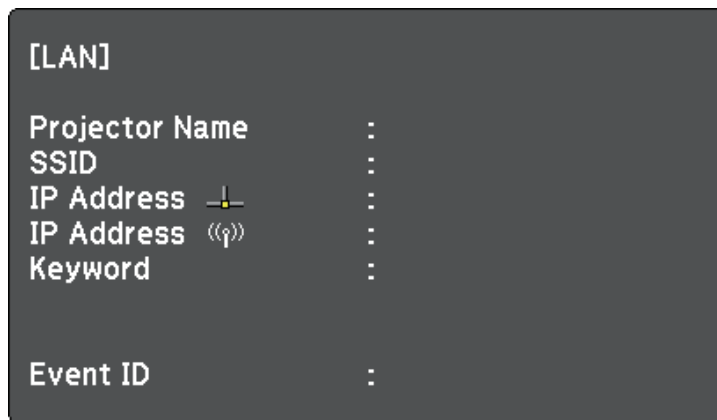 [LAN]
Projector Name :
SSID :
IP Address :
IP Address :
Keyword :
Event ID :